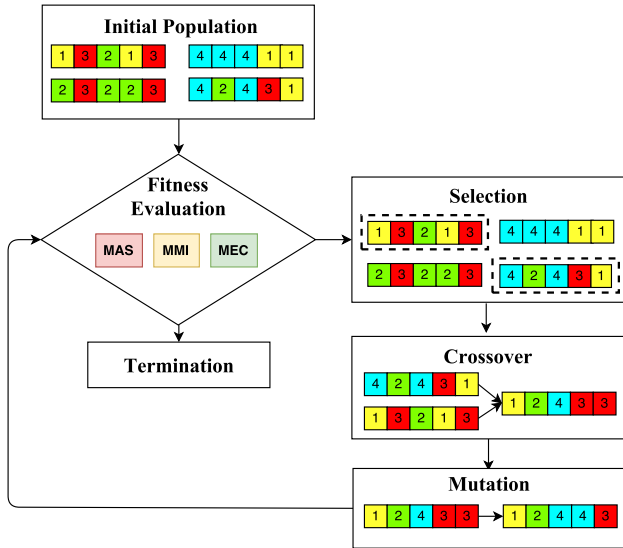 Initial Population
1 3 2 1 3 4 4 4 1 1
2 3 2 2 3 4 2 4 3 1
Fitness
Evaluation
MAS MMI MEC
Termination
Selection
1 3 2 1 3 4 4 4 1 1
2 3 2 2 3 4 2 4 3 1
Crossover
4 2 4 3 1
1 2 4 3 3
1 3 2 1 3
Mutation
1 2 4 3 3 1 2 4 4 3